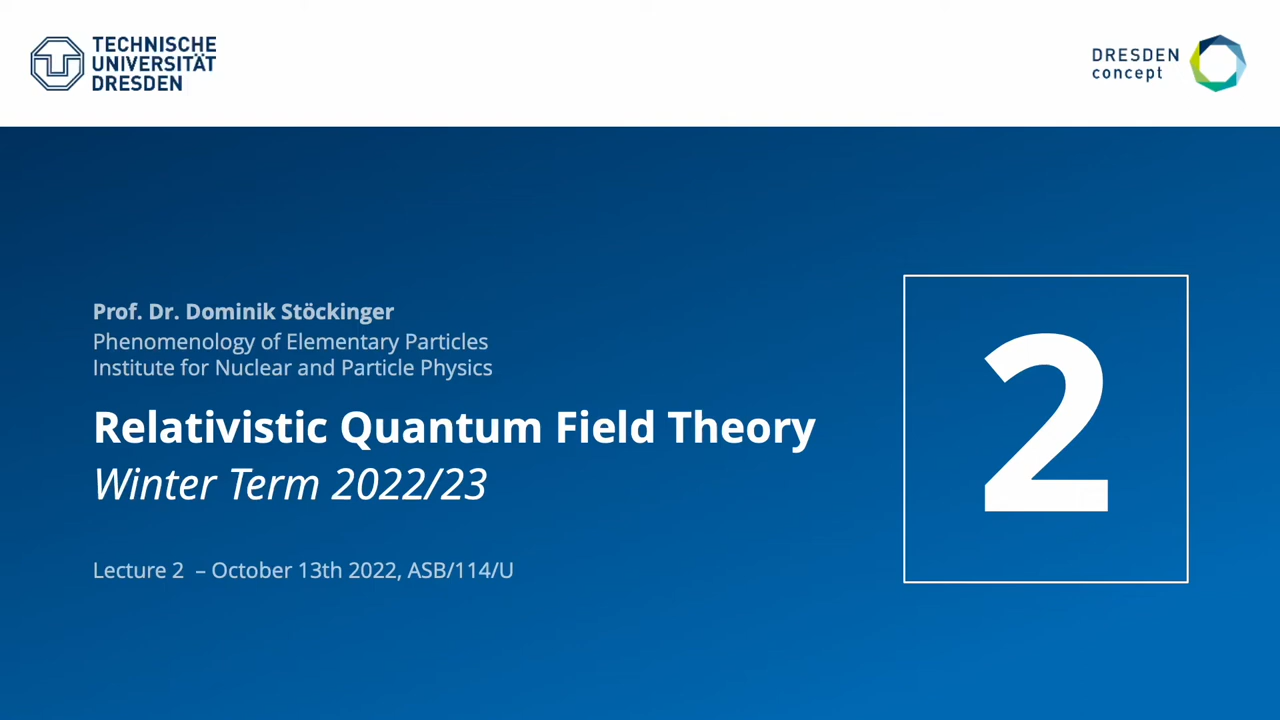 TECHNISCHE
UNIVERSITÄT
DRESDEN
DRESDEN
concept
Prof. Dr. Dominik Stöckinger
Phenomenology of Elementary Particles
Institute for Nuclear and Particle Physics
Relativistic Quantum Field Theory
Winter Term 2022/23
Lecture 2 – October 13th 2022, ASB/114/U
2